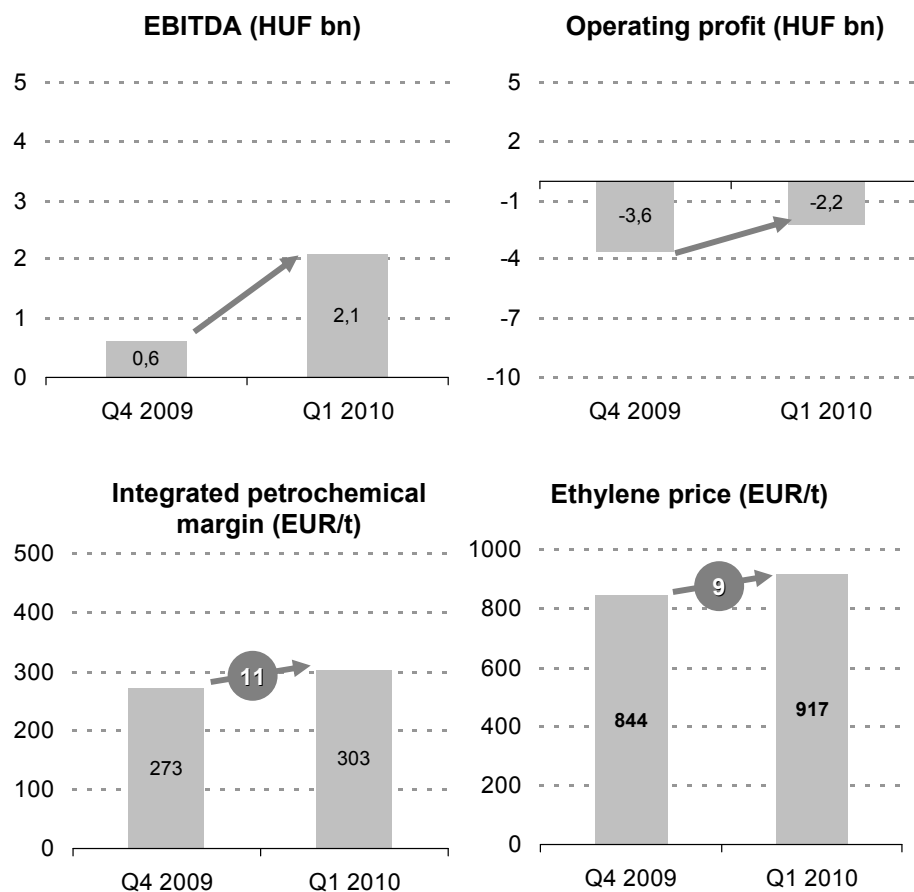 EBITDA (HUF bn)
5
4
3
2
1
0
0,6
2,1
Q4 2009
Q1 2010
Operating profit (HUF bn)
5
2
-1
-4
-7
-10
-3,6
-2,2
Q4 2009
Q1 2010
Integrated petrochemical
margin (EUR/t)
500
400
300
200
100
0
11
273
303
Q4 2009
Q1 2010
Ethylene price (EUR/t)
1000
800
600
400
200
0
9
844
917
Q4 2009
Q1 2010